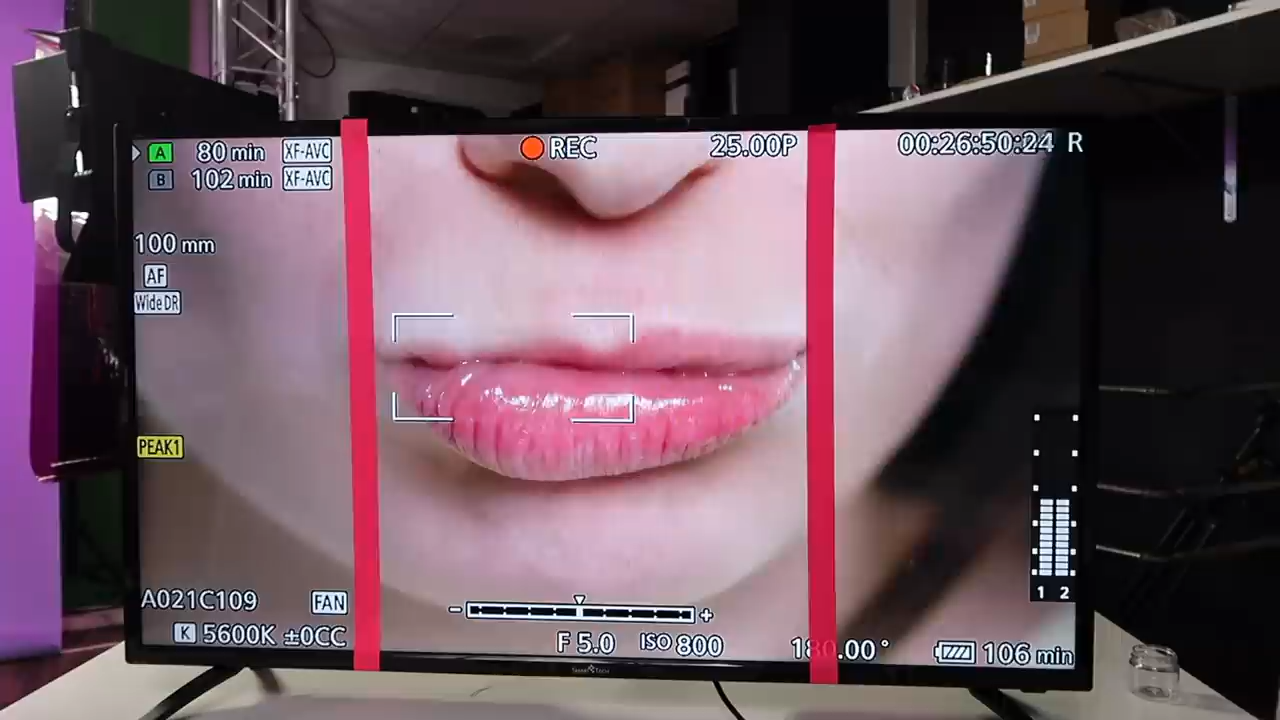 A 80 min XF-AVC REC 25.00P 00:26:50:24 R
B 102 min XF-AVC
100 mm
AF
Wide DR
PEAK1
1 2
A021C109 FAN - +
K 5600K ±0CC F 5.0 ISO 800 180.00° 106 min